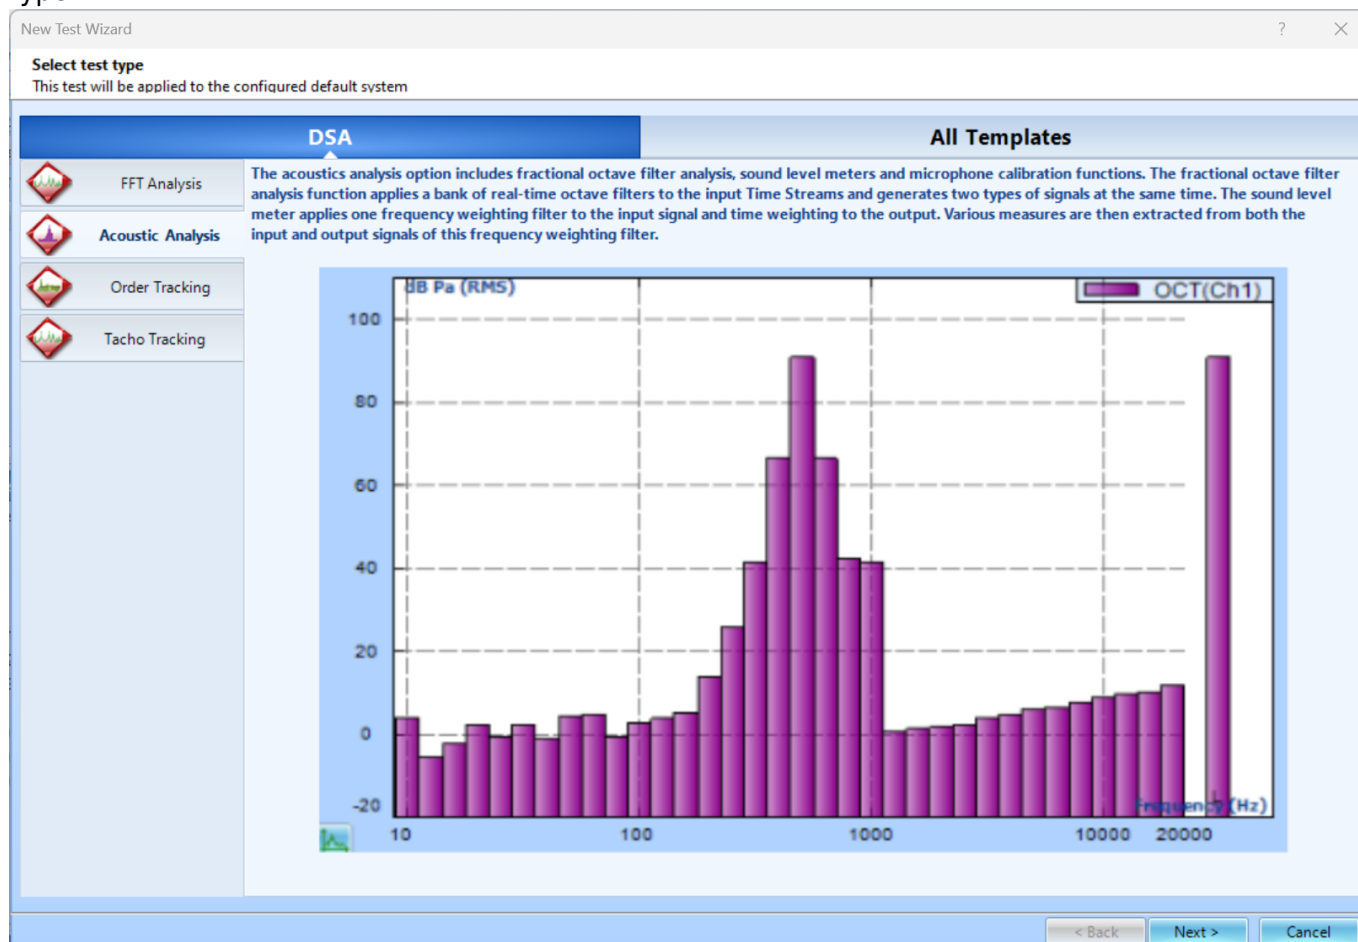 New Test Wizard
?
Select test type
This test will be applied to the configured default system
DSA
All Templates
FFT Analysis
Acoustic Analysis
Order Tracking
Tacho Tracking
The acoustics analysis option includes fractional octave filter analysis, sound level meters and microphone calibration functions. The fractional octave filter
analysis function applies a bank of real-time octave filters to the input Time Streams and generates two types of signals at the same time. The sound level
meter applies one frequency weighting filter to the input signal and time weighting to the output. Various measures are then extracted from both the
input and output signals of this frequency weighting filter.
dB Pa (RMS)
OCT(Ch1)
100
80
60
40
20
0
-20
Frequency (Hz)
10
100
1000
10000
20000
< Back
Next >
Cancel